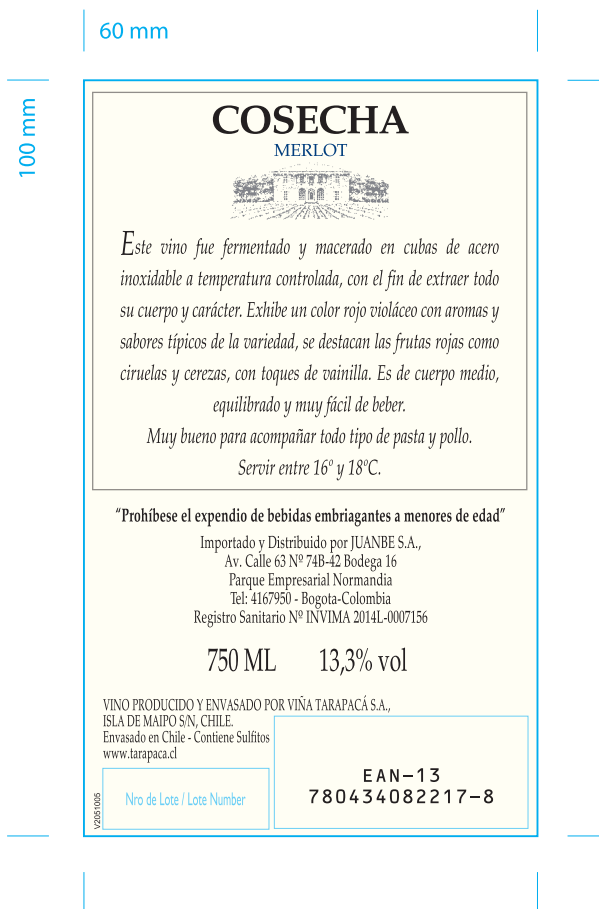 60 mm
100 mm
COSECHA
MERLOT
Este vino fue fermentado y macerado en cubas de acero
inoxidable a temperatura controlada, con el fin de extraer todo
su cuerpo y carácter. Exhibe un color rojo violáceo con aromas y
sabores típicos de la variedad, se destacan las frutas rojas como
ciruelas y cerezas, con toques de vainilla. Es de cuerpo medio,
equilibrado y muy fácil de beber.
Muy bueno para acompañar todo tipo de pasta y pollo.
Servir entre 16º y 18ºC.
“Prohíbese el expendio de bebidas embriagantes a menores de edad”
Importado y Distribuido por JUANBE S.A.,
Av. Calle 63 Nº 74B-42 Bodega 16
Parque Empresarial Normandia
Tel: 4167950 - Bogota-Colombia
Registro Sanitario Nº INVIMA 2014L-0007156
750 ML 13,3% vol
VINO PRODUCIDO Y ENVASADO POR VIÑA TARAPACÁ S.A.,
ISLA DE MAIPO S/N, CHILE.
Envasado en Chile - Contiene Sulfitos
www.tarapaca.cl
EAN-13
780434082217-8
Nro de Lote / Lote Number
V2051005